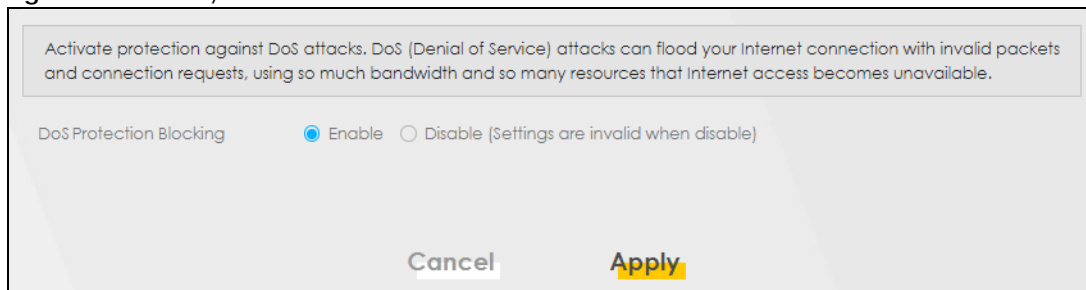 Activate protection against DoS attacks. DoS (Denial of Service) attacks can flood your Internet connection with invalid packets
and connection requests, using so much bandwidth and so many resources that Internet access becomes unavailable.
DoS Protection Blocking Enable Disable (Settings are invalid when disable)
Cancel Apply